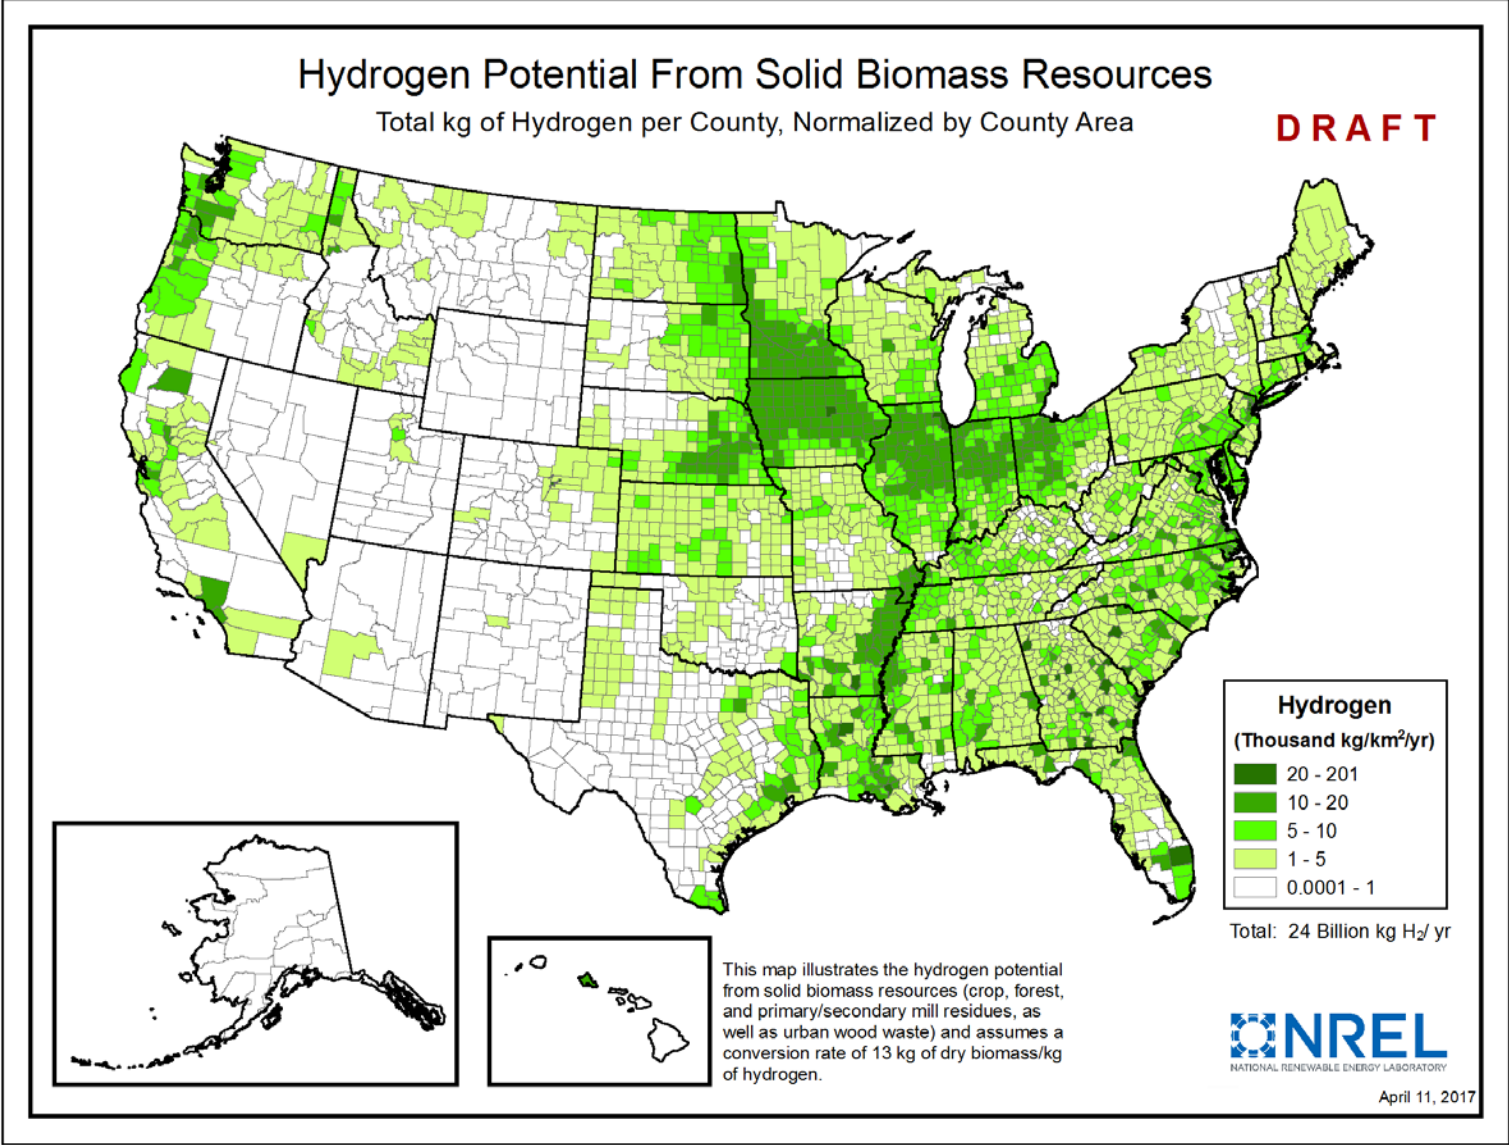 Hydrogen Potential From Solid Biomass Resources
Total kg of Hydrogen per County, Normalized by County Area
DRAFT
Hydrogen
(Thousand kg/km²/yr)
20 - 201
10 - 20
5 - 10
1 - 5
0.0001 - 1
Total: 24 Billion kg H₂/ yr
This map illustrates the hydrogen potential
from solid biomass resources (crop, forest,
and primary/secondary mill residues, as
well as urban wood waste) and assumes a
conversion rate of 13 kg of dry biomass/kg
of hydrogen.
NREL
NATIONAL RENEWABLE ENERGY LABORATORY
April 11, 2017